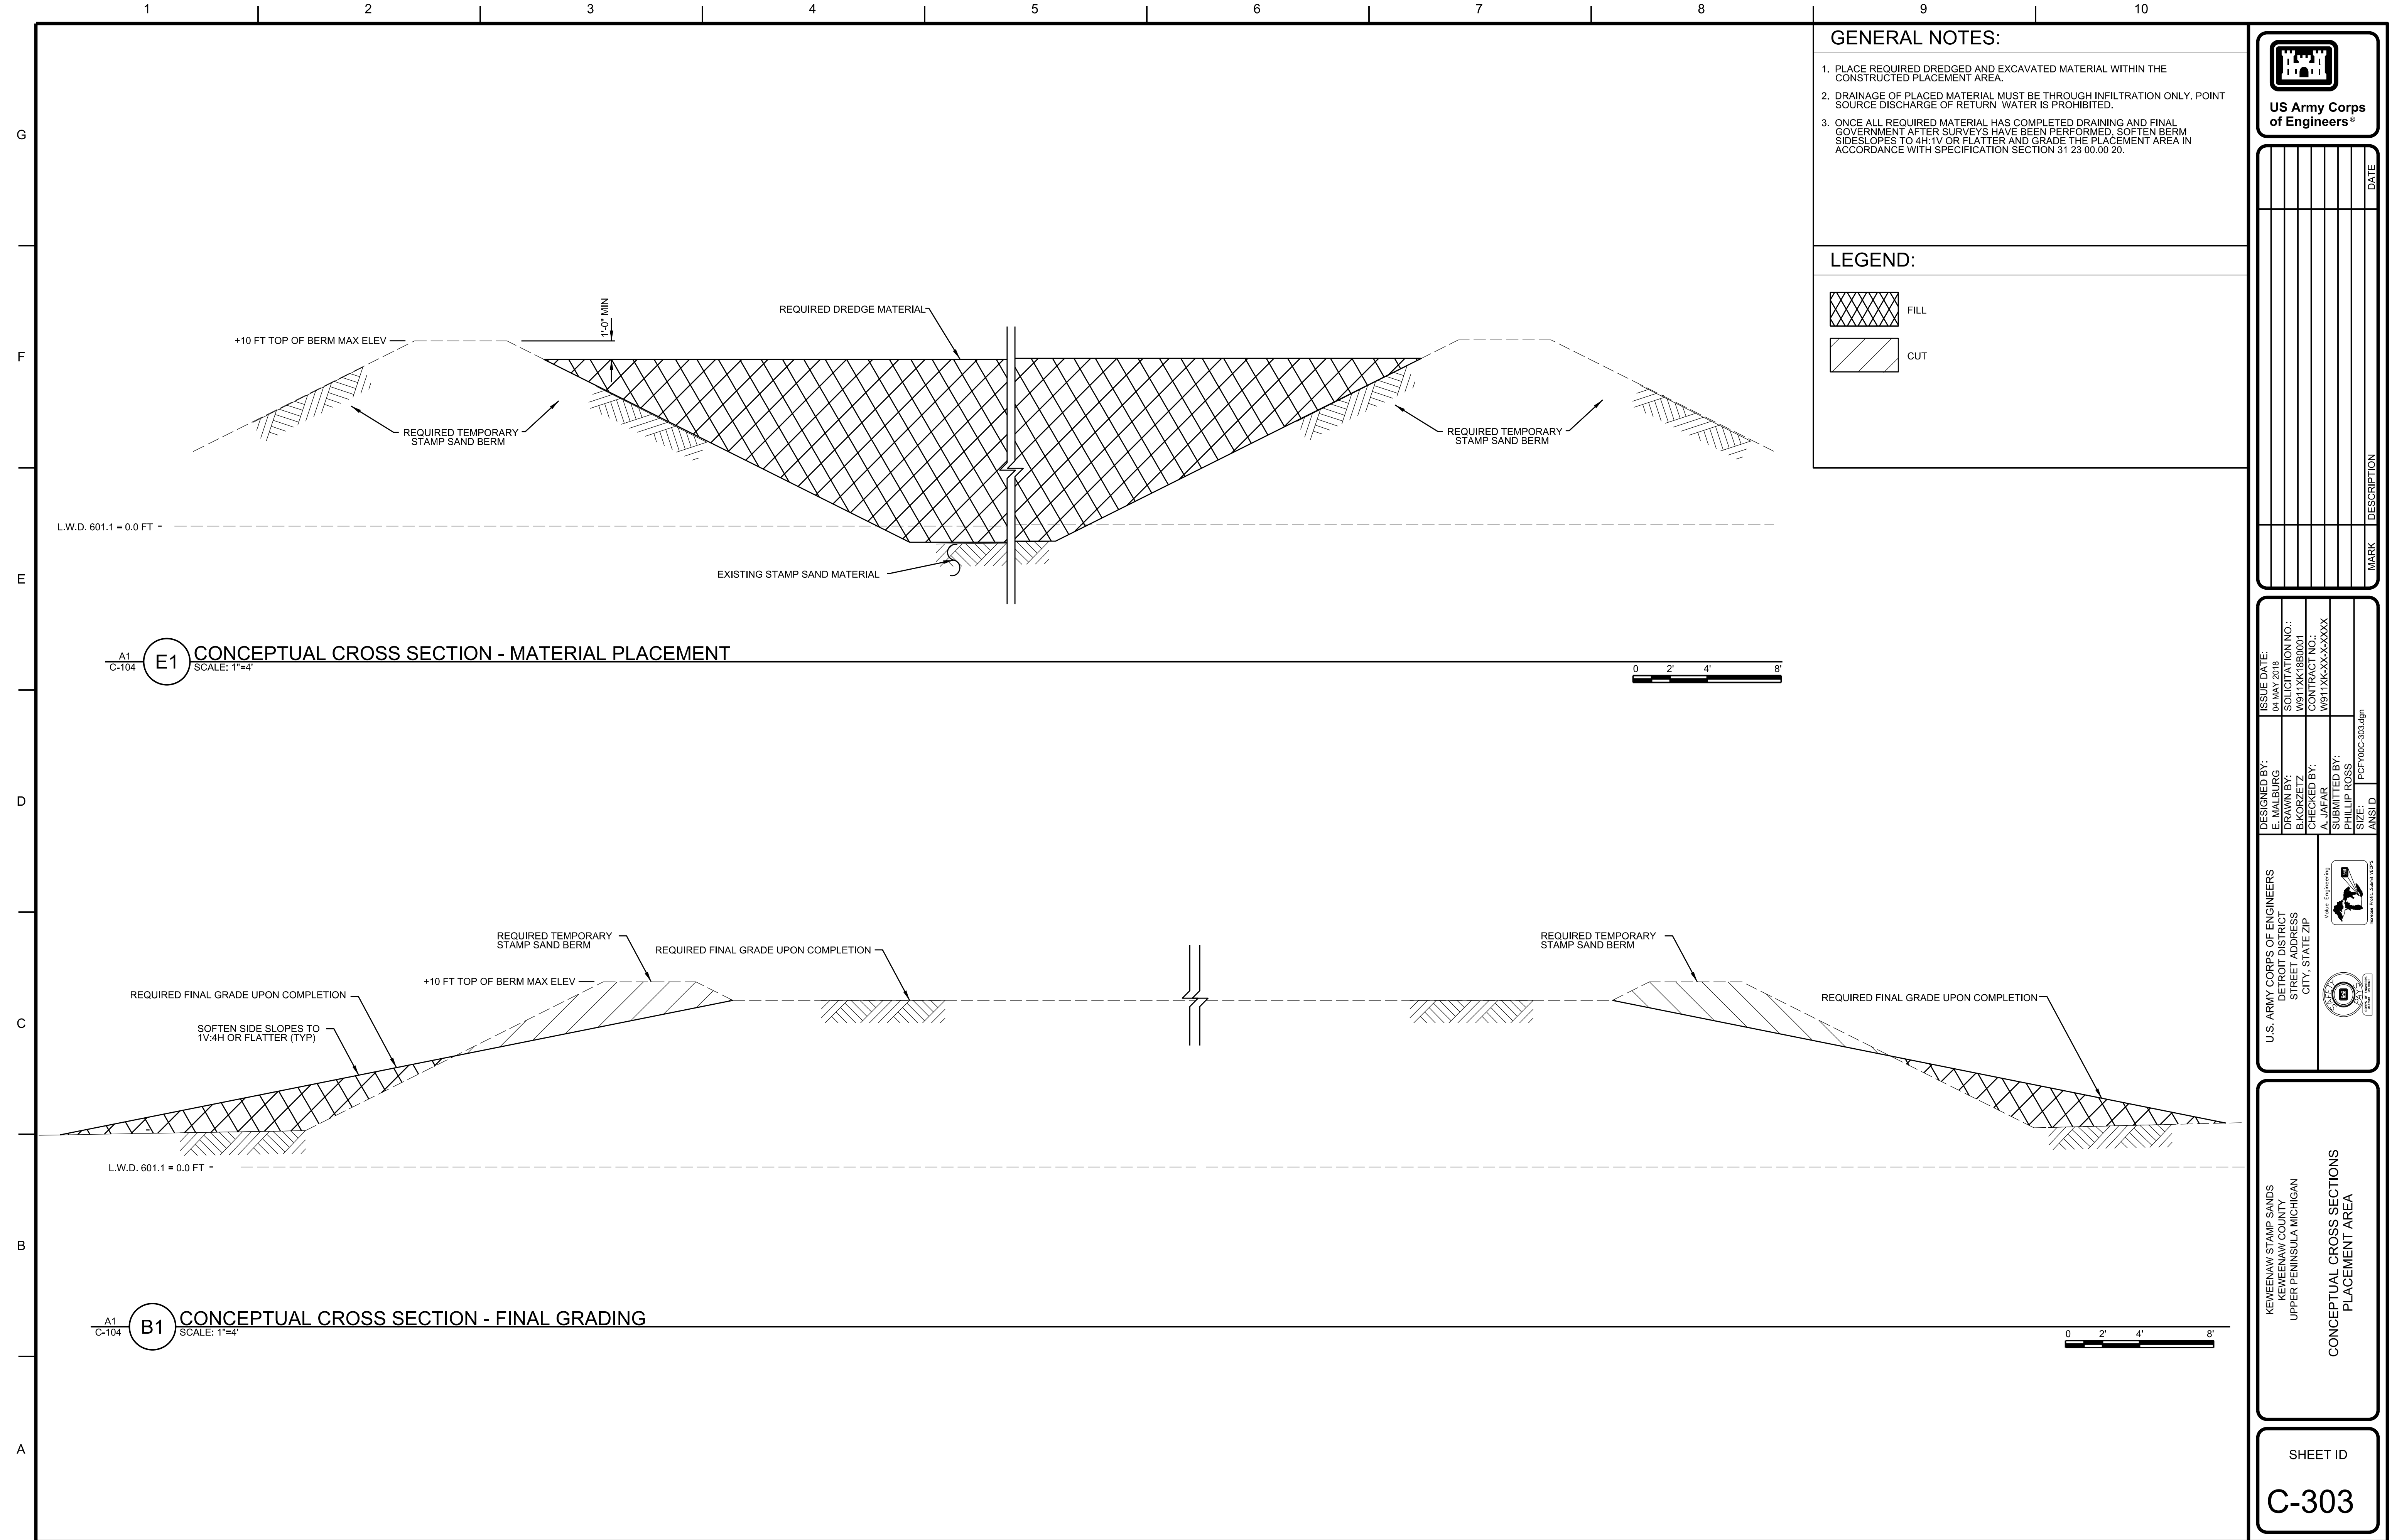 1 2 3 4 5 6 7 8 9 10
G
F
E
D
C
B
A
GENERAL NOTES:
1. PLACE REQUIRED DREDGED AND EXCAVATED MATERIAL WITHIN THE
CONSTRUCTED PLACEMENT AREA.
2. DRAINAGE OF PLACED MATERIAL MUST BE THROUGH INFILTRATION ONLY. POINT
SOURCE DISCHARGE OF RETURN WATER IS PROHIBITED.
3. ONCE ALL REQUIRED MATERIAL HAS COMPLETED DRAINING AND FINAL
GOVERNMENT AFTER SURVEYS HAVE BEEN PERFORMED, SOFTEN BERM
SIDESLOPES TO 4H:1V OR FLATTER AND GRADE THE PLACEMENT AREA IN
ACCORDANCE WITH SPECIFICATION SECTION 31 23 00.00 20.
LEGEND:
FILL
CUT
1'-0" MIN
REQUIRED DREDGE MATERIAL
+10 FT TOP OF BERM MAX ELEV
REQUIRED TEMPORARY
STAMP SAND BERM
REQUIRED TEMPORARY
STAMP SAND BERM
L.W.D. 601.1 = 0.0 FT
EXISTING STAMP SAND MATERIAL
A1
C-104
E1
CONCEPTUAL CROSS SECTION - MATERIAL PLACEMENT
SCALE: 1"=4'
0 2' 4' 8'
REQUIRED TEMPORARY
STAMP SAND BERM
REQUIRED FINAL GRADE UPON COMPLETION
+10 FT TOP OF BERM MAX ELEV
REQUIRED FINAL GRADE UPON COMPLETION
SOFTEN SIDE SLOPES TO
1V:4H OR FLATTER (TYP)
REQUIRED TEMPORARY
STAMP SAND BERM
REQUIRED FINAL GRADE UPON COMPLETION
L.W.D. 601.1 = 0.0 FT
A1
C-104
B1
CONCEPTUAL CROSS SECTION - FINAL GRADING
SCALE: 1"=4'
0 2' 4' 8'
US Army Corps
of Engineers®
MARK DESCRIPTION DATE
DESIGNED BY:
E. MALBURG
DRAWN BY:
B.KORZETZ
CHECKED BY:
A. JAFAR
SUBMITTED BY:
PHILLIP ROSS
SIZE:
ANSI D
ISSUE DATE:
04 MAY 2018
SOLICITATION NO.:
W911XK18B0001
CONTRACT NO.:
W911XK-XX-X-XXXX
PCFY00C-303.dgn
U.S. ARMY CORPS OF ENGINEERS
DETROIT DISTRICT
STREET ADDRESS
CITY, STATE ZIP
Value Engineering
Increase Profit. Submit VECP'S
SAFETY
PAYS
KEWEENAW STAMP SANDS
KEWEENAW COUNTY
UPPER PENINSULA MICHIGAN
CONCEPTUAL CROSS SECTIONS
PLACEMENT AREA
SHEET ID
C-303